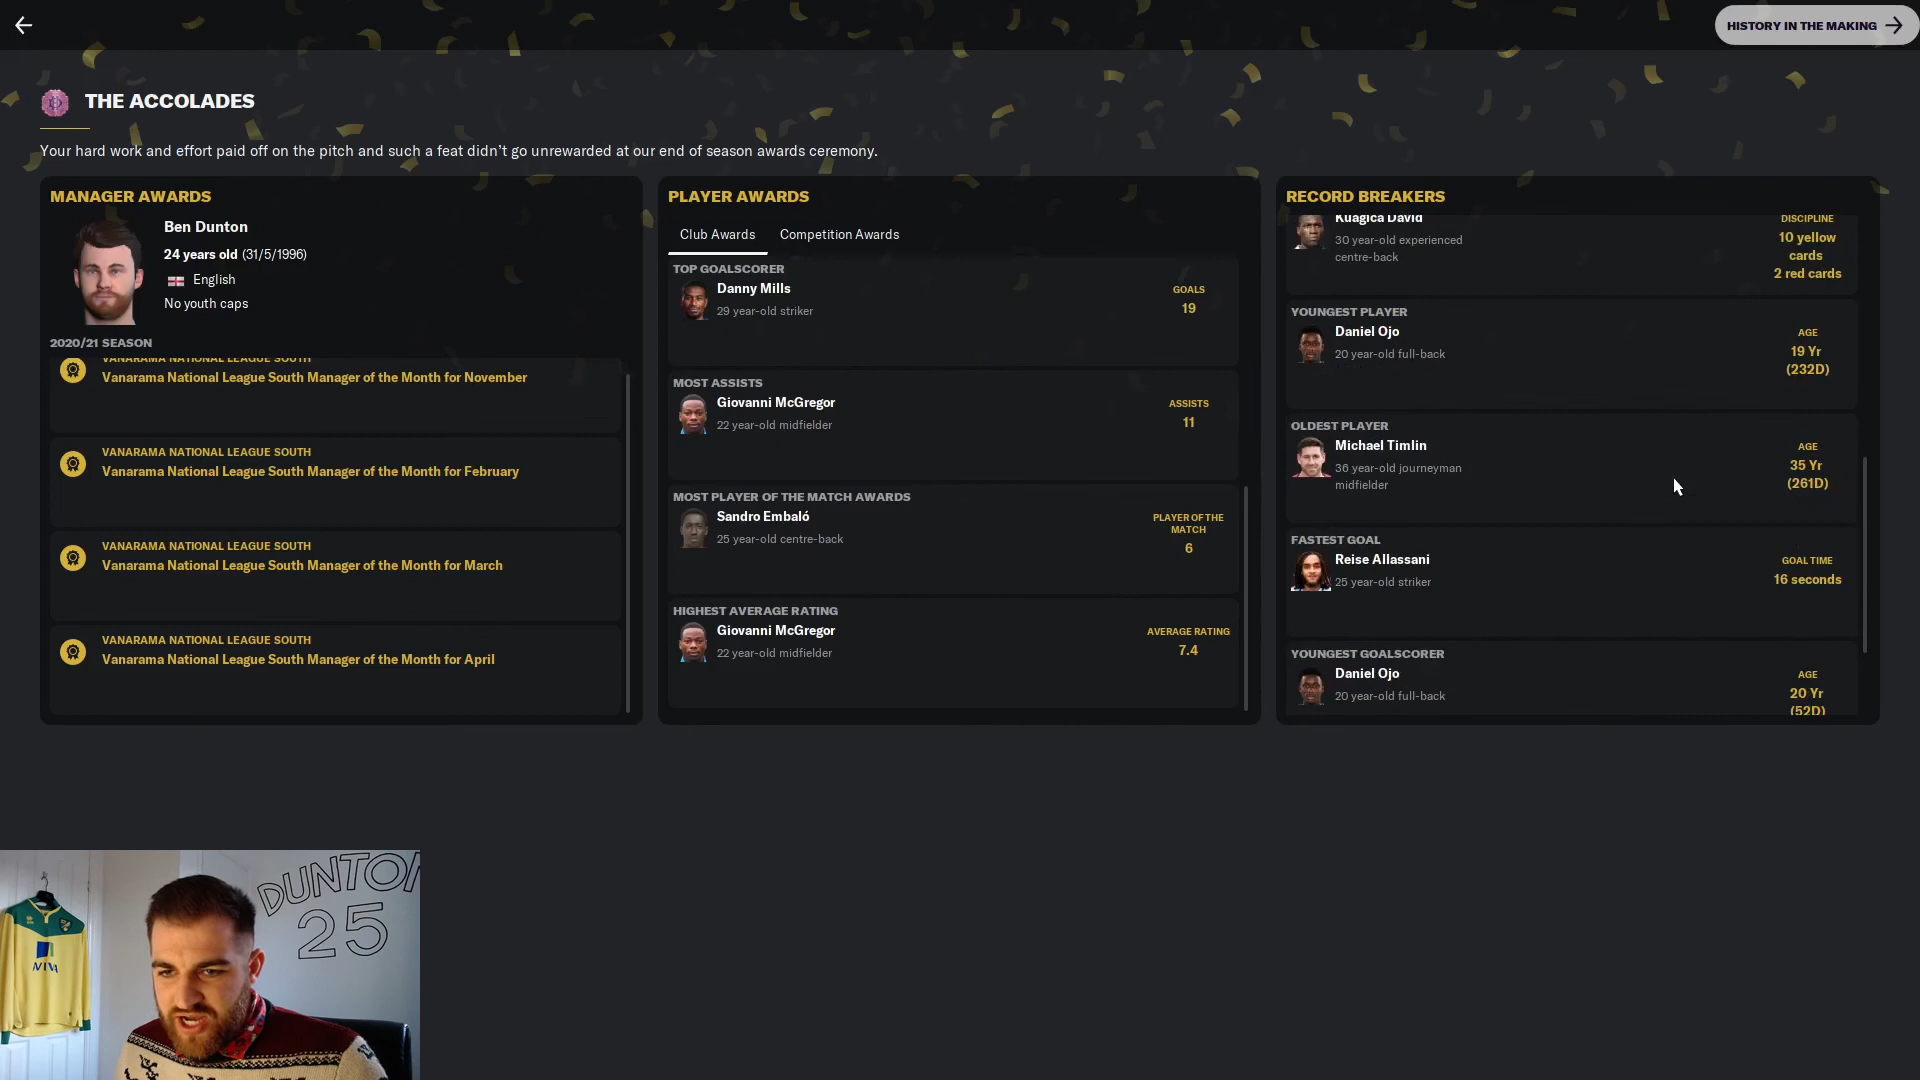 HISTORY IN THE MAKING
THE ACCOLADES
Your hard work and effort paid off on the pitch and such a feat didn't go unrewarded at our end of season awards ceremony.
MANAGER AWARDS
Ben Dunton
24 years old (31/5/1996)
English
No youth caps
2020/21 SEASON
VANARAMA NATIONAL LEAGUE SOUTH
Vanarama National League South Manager of the Month for November
VANARAMA NATIONAL LEAGUE SOUTH
Vanarama National League South Manager of the Month for February
VANARAMA NATIONAL LEAGUE SOUTH
Vanarama National League South Manager of the Month for March
VANARAMA NATIONAL LEAGUE SOUTH
Vanarama National League South Manager of the Month for April
PLAYER AWARDS
Club Awards
Competition Awards
TOP GOALSCORER
Danny Mills
29 year-old striker
GOALS
19
MOST ASSISTS
Giovanni McGregor
22 year-old midfielder
ASSISTS
11
MOST PLAYER OF THE MATCH AWARDS
Sandro Embaló
25 year-old centre-back
PLAYER OF THE
MATCH
6
HIGHEST AVERAGE RATING
Giovanni McGregor
22 year-old midfielder
AVERAGE RATING
7.4
RECORD BREAKERS
Kuagica David
30 year-old experienced
centre-back
DISCIPLINE
10 yellow
cards
2 red cards
YOUNGEST PLAYER
Daniel Ojo
20 year-old full-back
AGE
19 Yr
(232D)
OLDEST PLAYER
Michael Timlin
36 year-old journeyman
midfielder
AGE
35 Yr
(261D)
FASTEST GOAL
Reise Allassani
25 year-old striker
GOAL TIME
16 seconds
YOUNGEST GOALSCORER
Daniel Ojo
20 year-old full-back
AGE
20 Yr
(52D)
DUNTON
25
AVIVA